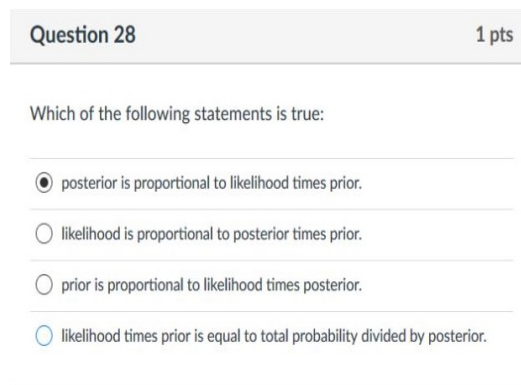 Question 28
1 pts
Which of the following statements is true:
posterior is proportional to likelihood times prior.
likelihood is proportional to posterior times prior.
prior is proportional to likelihood times posterior.
likelihood times prior is equal to total probability divided by posterior.